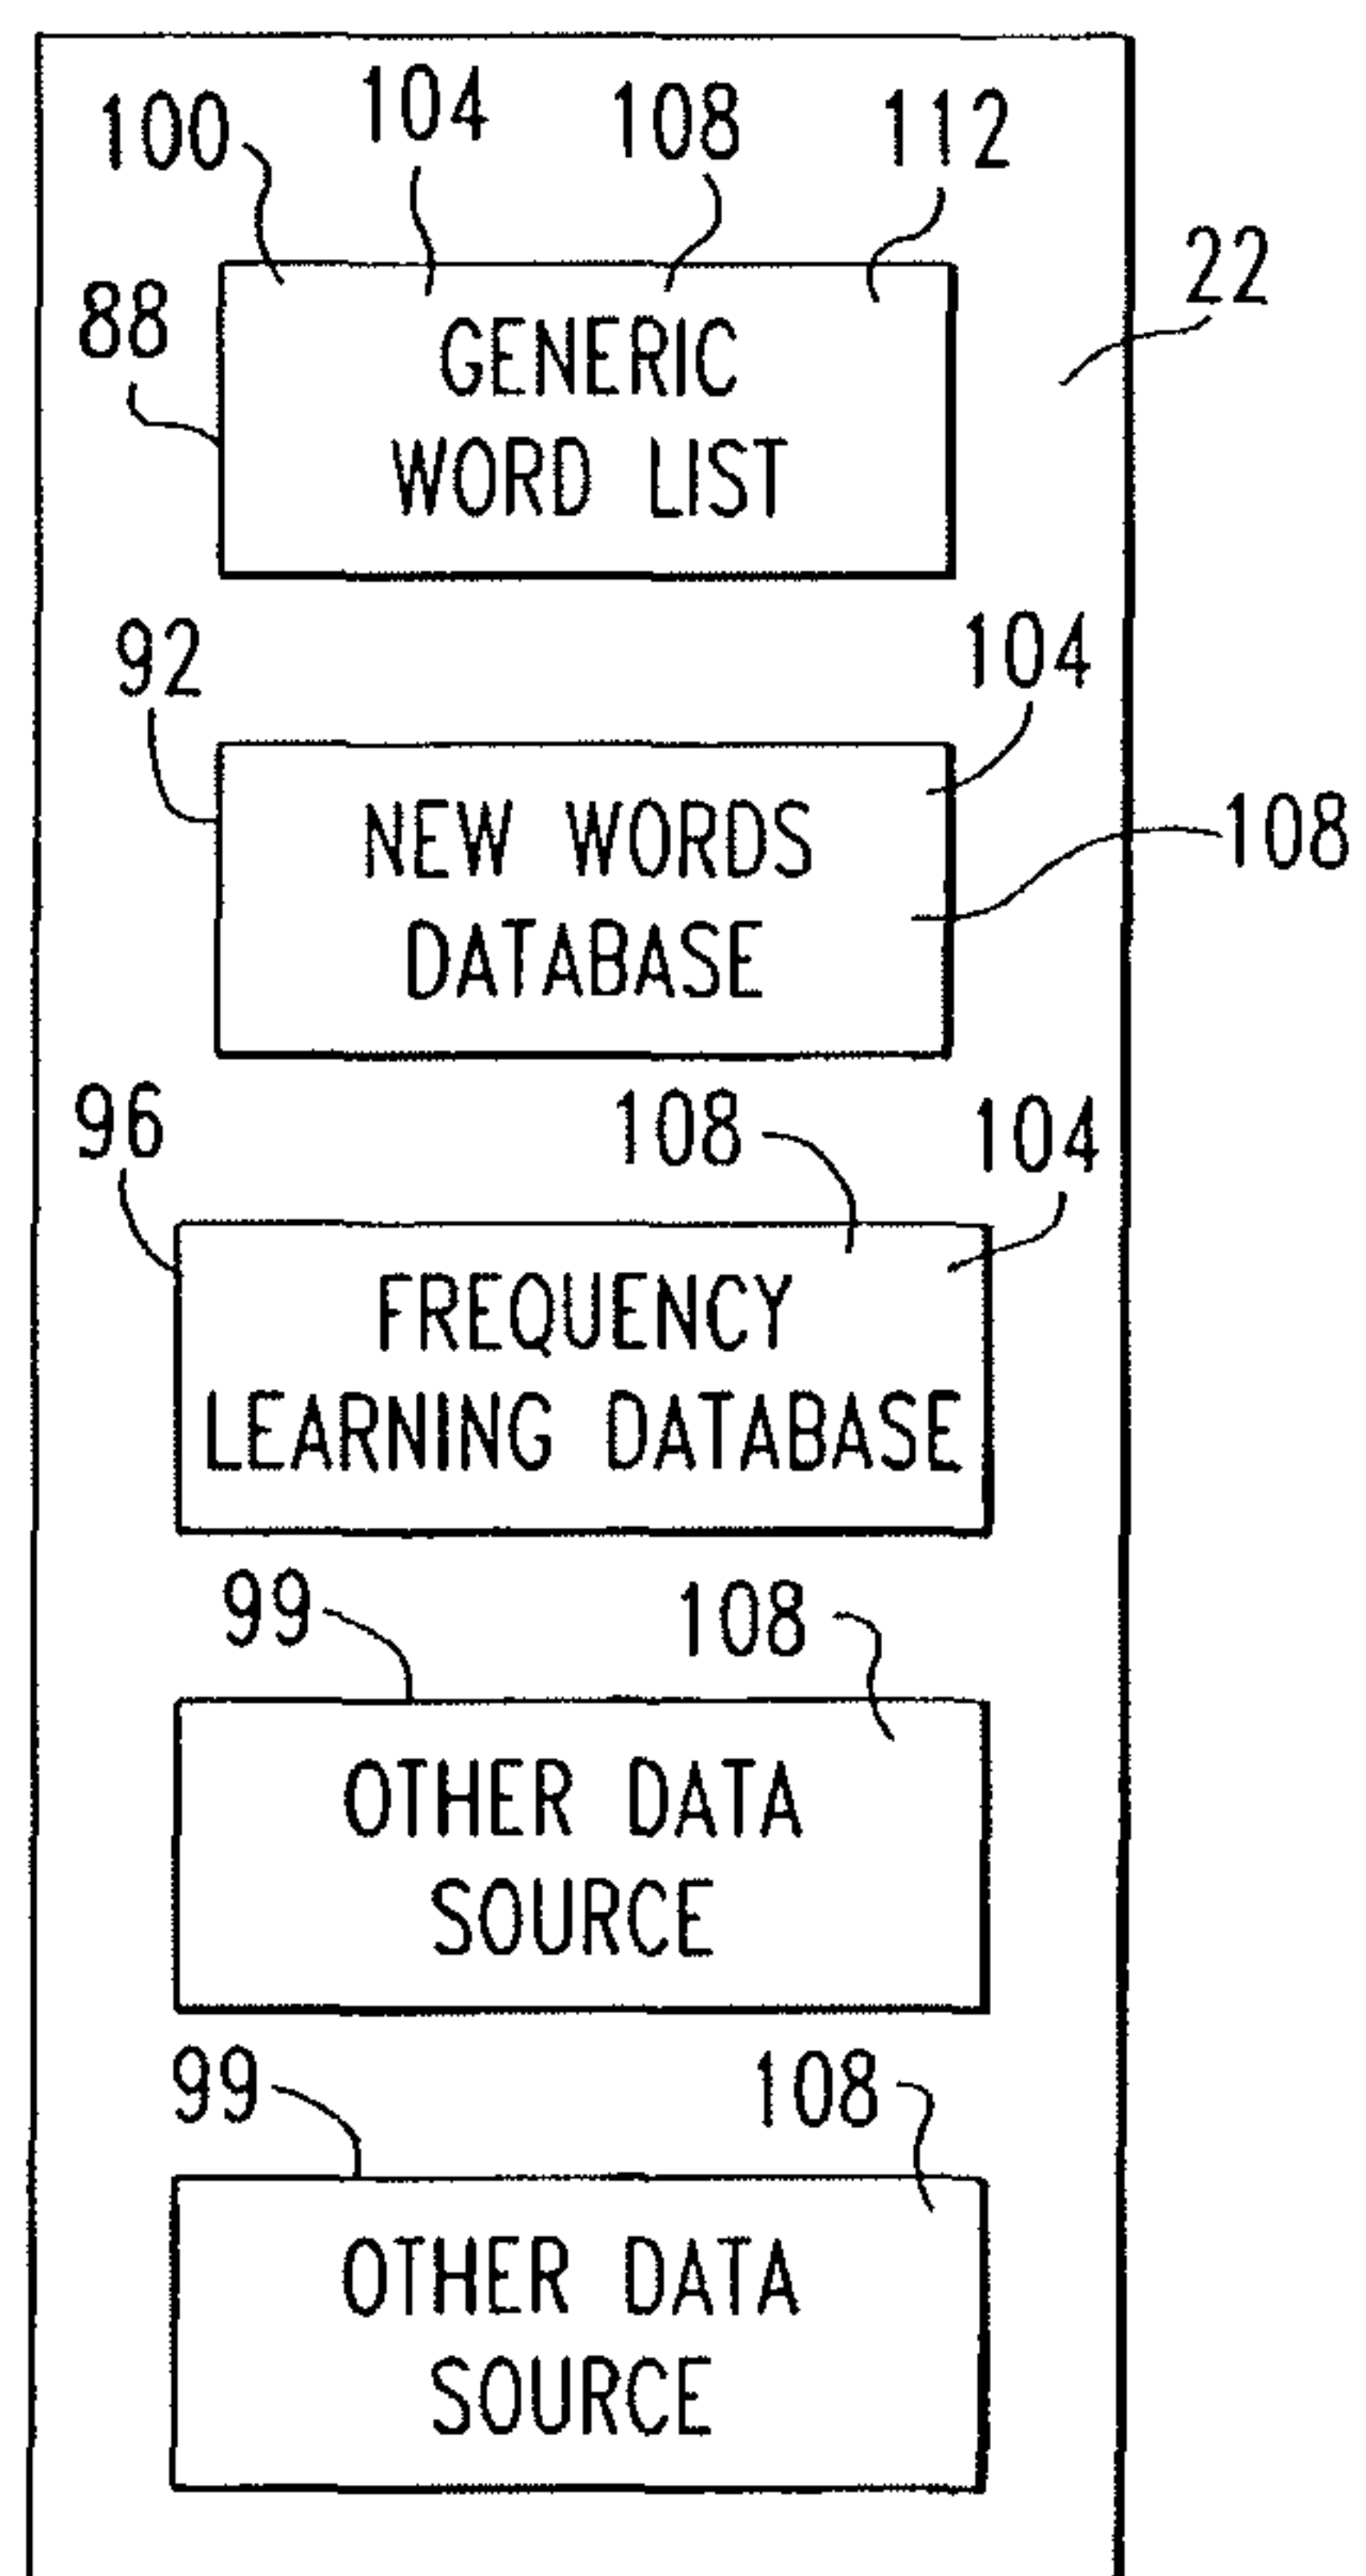 100 104 108 112
22
88
GENERIC
WORD LIST
92
104
NEW WORDS
108
DATABASE
96
108
104
FREQUENCY
LEARNING DATABASE
99
108
OTHER DATA
SOURCE
99
108
OTHER DATA
SOURCE